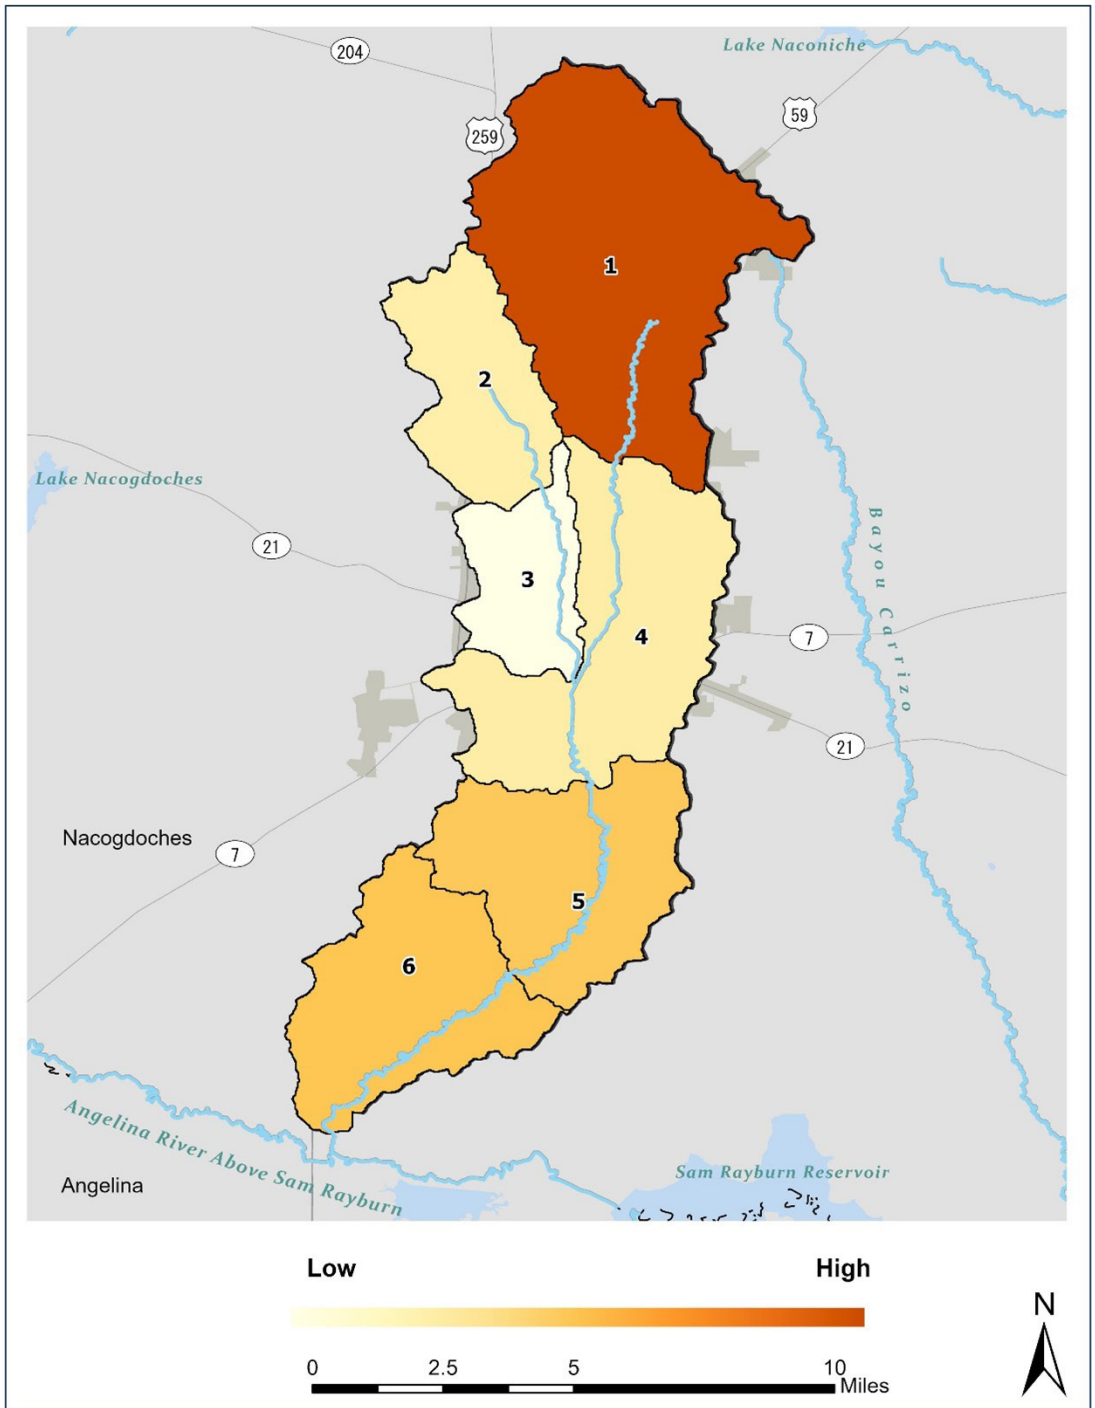 Lake Naconiche
204
259
59
1
2
Lake Nacogdoches
21
Bayou Carrizo
3
4
7
21
Nacogdoches
7
5
6
Angelina River Above Sam Rayburn
Sam Rayburn Reservoir
Angelina
Low High
N
0 2.5 5 10
Miles